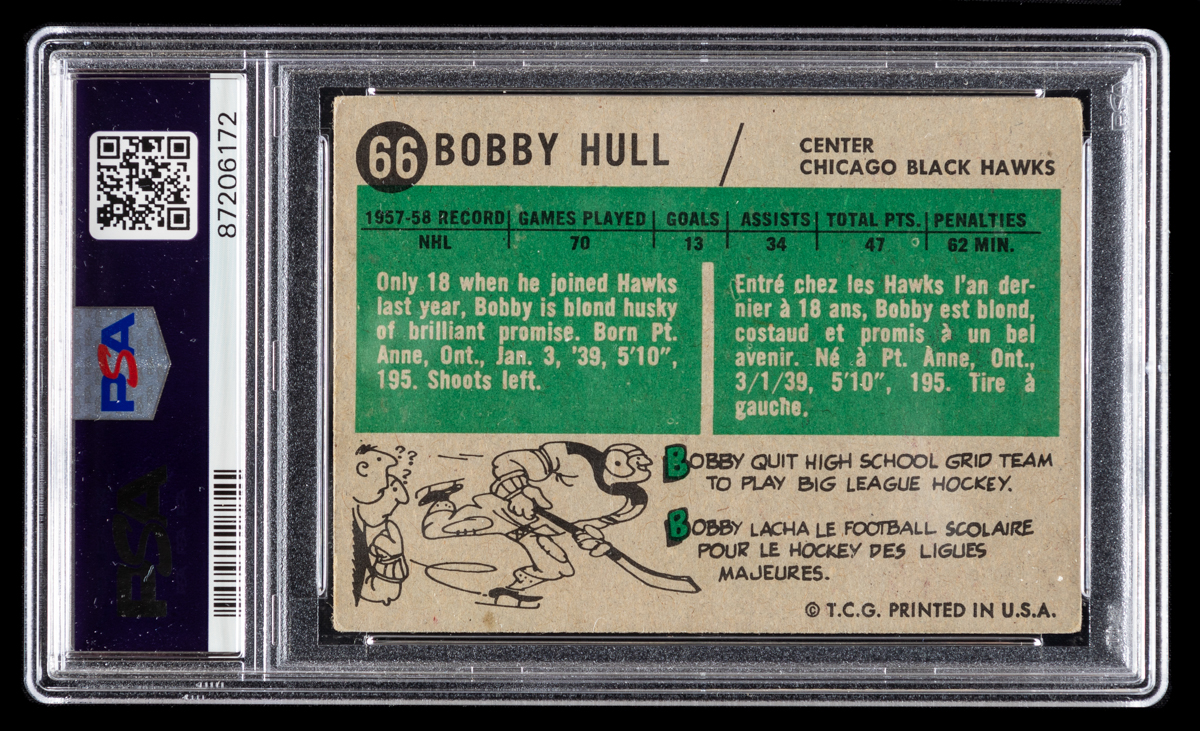 87206172
PSA
PSA
66 BOBBY HULL
CENTER
CHICAGO BLACK HAWKS
1957-58 RECORD GAMES PLAYED GOALS ASSISTS TOTAL PTS. PENALTIES
NHL 70 13 34 47 62 MIN.
Only 18 when he joined Hawks
last year, Bobby is blond husky
of brilliant promise. Born Pt.
Anne, Ont., Jan. 3, '39, 5'10",
195. Shoots left.
Entré chez les Hawks l'an der-
nier à 18 ans, Bobby est blond,
costaud et promis à un bel
avenir. Né à Pt. Anne, Ont.,
3/1/39, 5'10", 195. Tire à
gauche.
???
??
BOBBY QUIT HIGH SCHOOL GRID TEAM
TO PLAY BIG LEAGUE HOCKEY.
BOBBY LACHA LE FOOTBALL SCOLAIRE
POUR LE HOCKEY DES LIGUES
MAJEURES.
© T.C.G. PRINTED IN U.S.A.